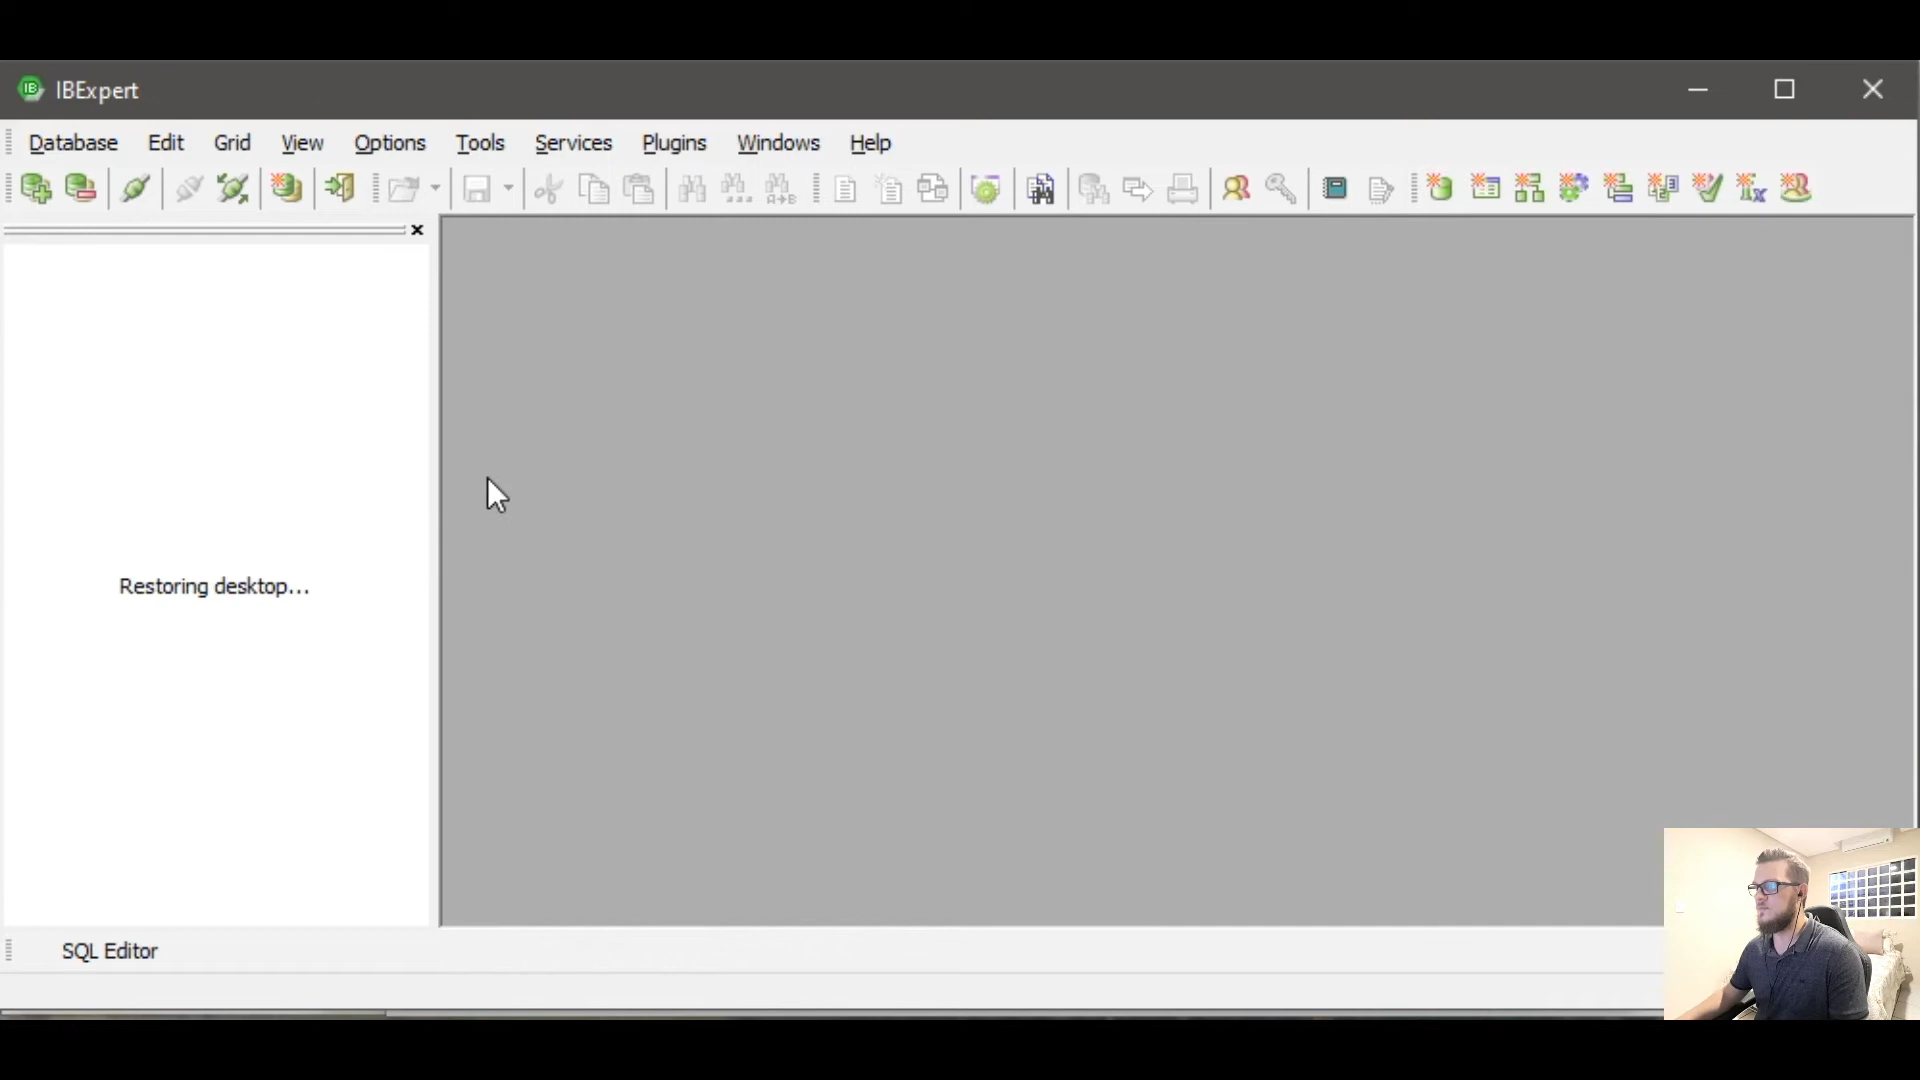 IBExpert
Database Edit Grid View Options Tools Services Plugins Windows Help
Restoring desktop...
SQL Editor